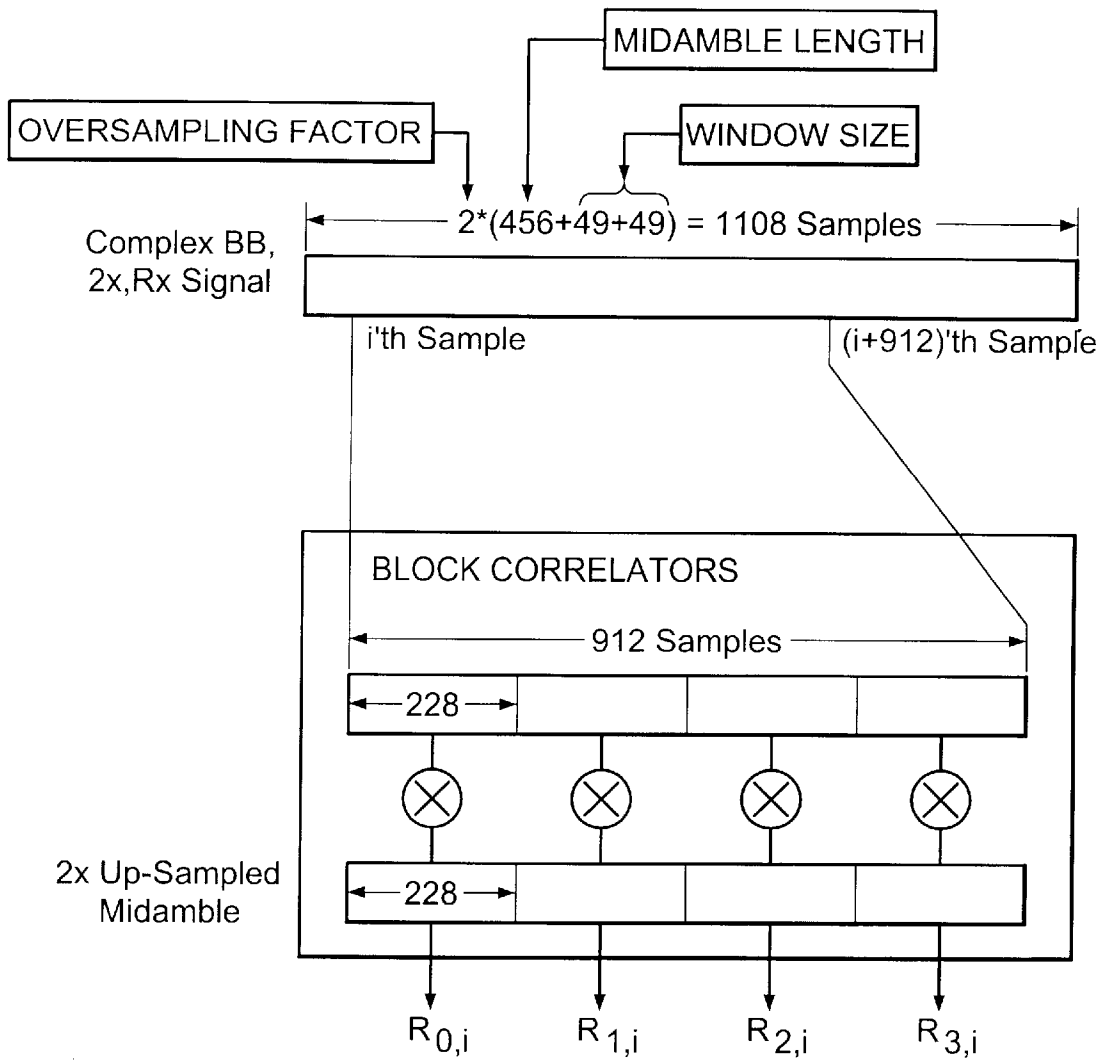 MIDAMBLE LENGTH
OVERSAMPLING FACTOR
WINDOW SIZE
2*(456+49+49) = 1108 Samples
Complex BB,
2x,Rx Signal
i'th Sample
(i+912)'th Sample
BLOCK CORRELATORS
912 Samples
228
2x Up-Sampled
Midamble
228
R0,i
R1,i
R2,i
R3,i